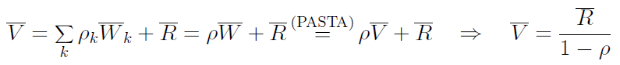 V̅ = ∑ₖ ρₖW̅ₖ + R̅ = ρW̅ + R̅ (PASTA)= ρV̅ + R̅ ⇒ V̅ = R̅ / (1 − ρ)